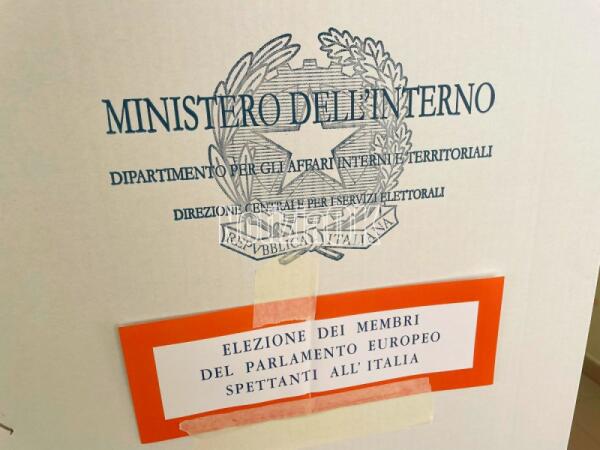 MINISTERO DELL'INTERNO
DIPARTIMENTO PER GLI AFFARI INTERNI E TERRITORIALI
DIREZIONE CENTRALE PER I SERVIZI ELETTORALI
REPVBBLICA ITALIANA
ELEZIONE DEI MEMBRI
DEL PARLAMENTO EUROPEO
SPETTANTI ALL' ITALIA